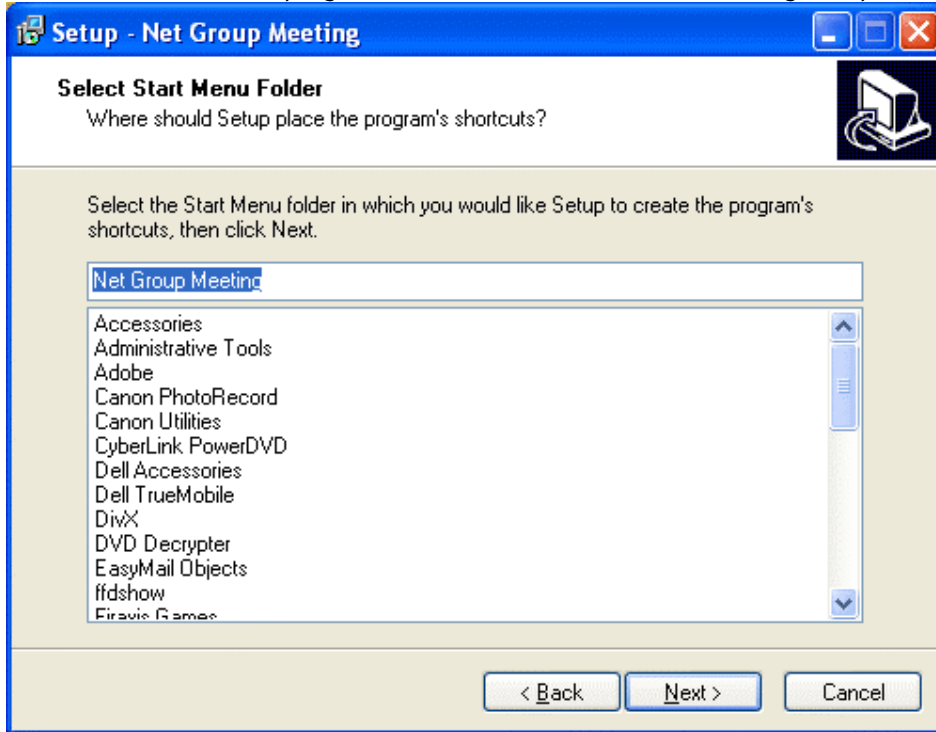 Setup - Net Group Meeting
Select Start Menu Folder
Where should Setup place the program's shortcuts?
Select the Start Menu folder in which you would like Setup to create the program's
shortcuts, then click Next.
Net Group Meeting
Accessories
Administrative Tools
Adobe
Canon PhotoRecord
Canon Utilities
CyberLink PowerDVD
Dell Accessories
Dell TrueMobile
DivX
DVD Decrypter
EasyMail Objects
ffdshow
Firaxis Games
< Back Next > Cancel